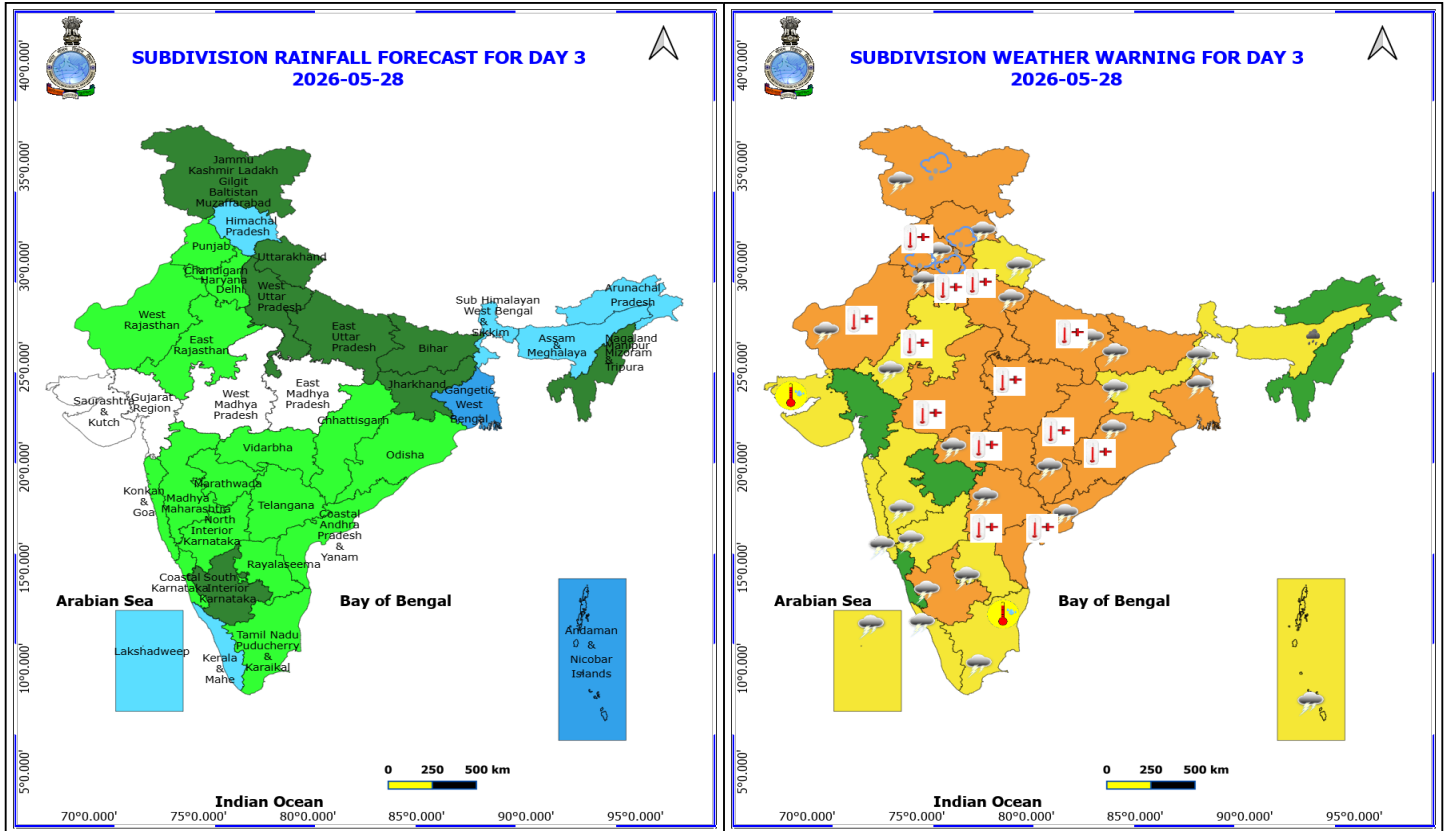 SUBDIVISION RAINFALL FORECAST FOR DAY 3
2026-05-28
40°0.000'
35°0.000'
30°0.000'
25°0.000'
20°0.000'
15°0.000'
10°0.000'
5°0.000'
Jammu
Kashmir Ladakh
Gilgit
Baltistan
Muzaffarabad
Himachal
Pradesh
Punjab
Uttarakhand
Chandigarh
Haryana
Delhi
West
Uttar
Pradesh
West
Rajasthan
East
Rajasthan
East
Uttar
Pradesh
Bihar
Sub Himalayan
West Bengal
&
Sikkim
Arunachal
Pradesh
Assam
&
Meghalaya
Nagaland
Manipur
Mizoram
&
Tripura
Jharkhand
Gangetic
West
Bengal
Saurashtra
&
Kutch
Gujarat
Region
West
Madhya
Pradesh
East
Madhya
Pradesh
Chhattisgarh
Vidarbha
Odisha
Konkan
&
Goa
Marathwada
Madhya
Maharashtra
Telangana
North
Interior
Karnataka
Coastal
Andhra
Pradesh
&
Yanam
Rayalaseema
Coastal
Karnataka
South
Interior
Karnataka
Arabian Sea
Bay of Bengal
Lakshadweep
Kerala
&
Mahe
Tamil Nadu
Puducherry
&
Karaikal
Andaman
&
Nicobar
Islands
0 250 500 km
Indian Ocean
70°0.000' 75°0.000' 80°0.000' 85°0.000' 90°0.000' 95°0.000'
SUBDIVISION WEATHER WARNING FOR DAY 3
2026-05-28
40°0.000'
35°0.000'
30°0.000'
25°0.000'
20°0.000'
15°0.000'
10°0.000'
5°0.000'
Arabian Sea
Bay of Bengal
0 250 500 km
Indian Ocean
70°0.000' 75°0.000' 80°0.000' 85°0.000' 90°0.000' 95°0.000'